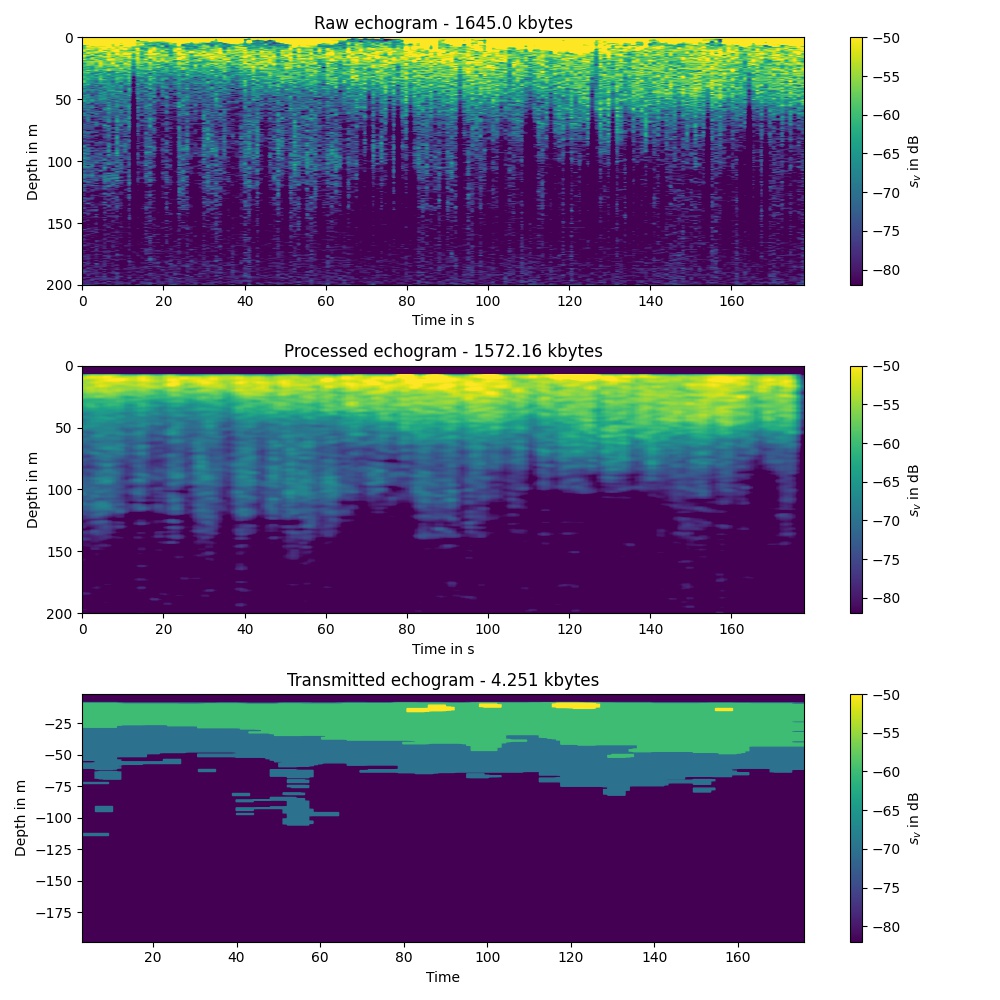 Raw echogram - 1645.0 kbytes
0
50
100
150
200
Depth in m
0 20 40 60 80 100 120 140 160
Time in s
−50
−55
−60
−65
−70
−75
−80
s_v in dB
Processed echogram - 1572.16 kbytes
0
50
100
150
200
Depth in m
0 20 40 60 80 100 120 140 160
Time in s
−50
−55
−60
−65
−70
−75
−80
s_v in dB
Transmitted echogram - 4.251 kbytes
−25
−50
−75
−100
−125
−150
−175
Depth in m
20 40 60 80 100 120 140 160
Time
−50
−55
−60
−65
−70
−75
−80
s_v in dB